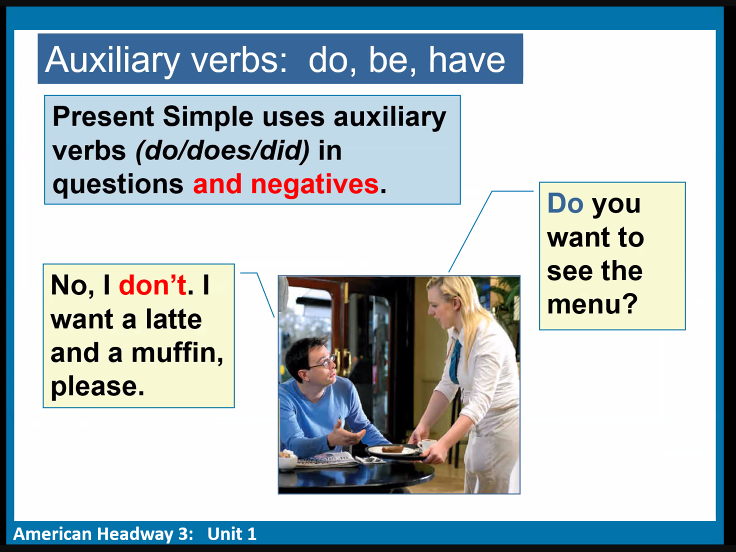 Auxiliary verbs:  do, be, have
Present Simple uses auxiliary
verbs (do/does/did) in
questions and negatives.
Do you
want to
see the
menu?
No, I don’t. I
want a latte
and a muffin,
please.
American Headway 3:   Unit 1